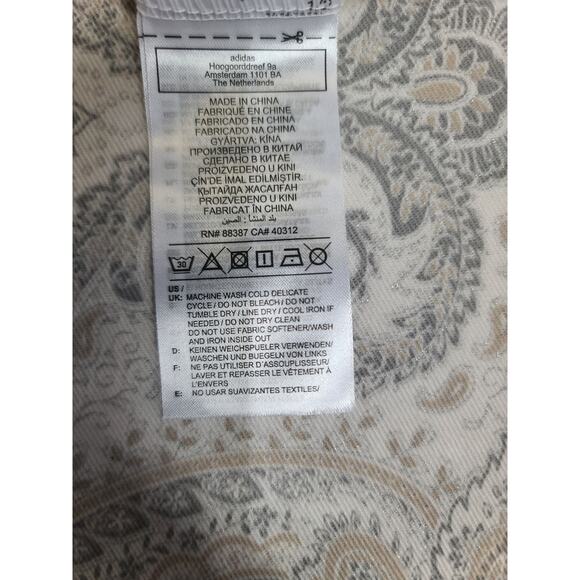 adidas
Hoogoorddreef 9a
Amsterdam 1101 BA
The Netherlands
MADE IN CHINA
FABRIQUÉ EN CHINE
FABRICADO EN CHINA
FABRICADO NA CHINA
GYÁRTVA: KÍNA
ПРОИЗВЕДЕНО В КИТАЙ
СДЕЛАНО В КИТАЕ
PROIZVEDENO U KINI
ÇİN'DE İMAL EDİLMİŞTİR.
ҚЫТАЙДА ЖАСАЛҒАН
PROIZVEDENO U KINI
FABRICAT ÎN CHINA
بلد المنشأ: الصين
RN# 88387 CA# 40312
30
US /
UK: MACHINE WASH COLD DELICATE
CYCLE / DO NOT BLEACH / DO NOT
TUMBLE DRY / LINE DRY / COOL IRON IF
NEEDED / DO NOT DRY CLEAN
DO NOT USE FABRIC SOFTENER/WASH
AND IRON INSIDE OUT
D: KEINEN WEICHSPUELER VERWENDEN/
WASCHEN UND BUEGELN VON LINKS
F: NE PAS UTILISER D'ASSOUPLISSEUR/
LAVER ET REPASSER LE VÊTEMENT À
L'ENVERS
E: NO USAR SUAVIZANTES TEXTILES/